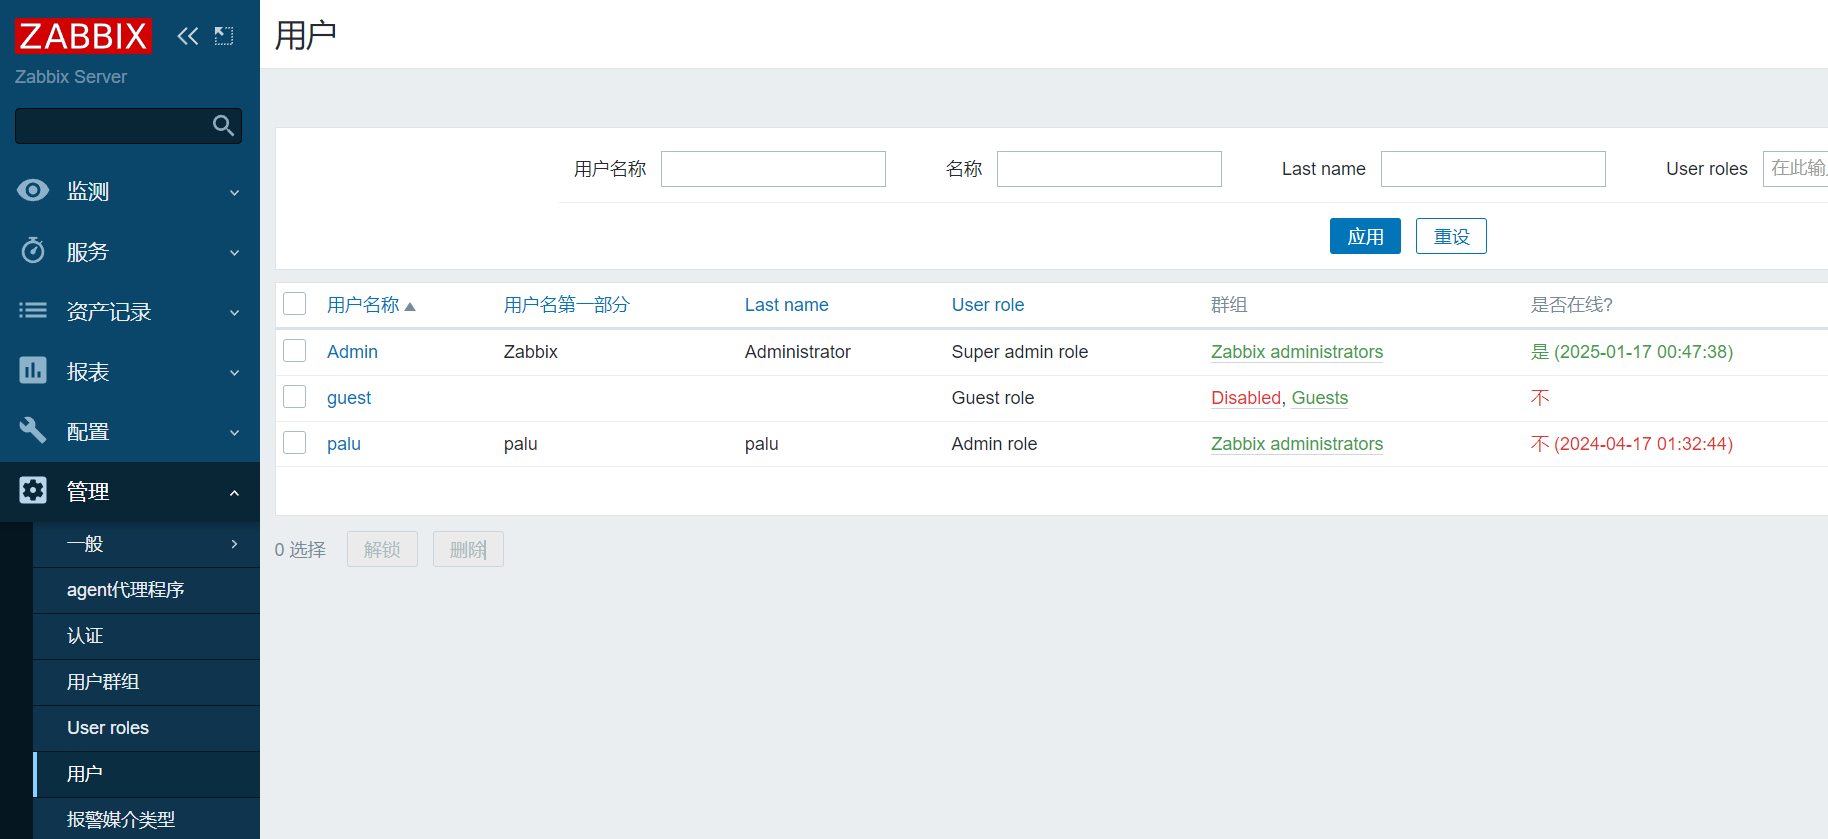 ZABBIX
Zabbix Server
监测
服务
资产记录
报表
配置
管理
一般
agent代理程序
认证
用户群组
User roles
用户
报警媒介类型
用户
用户名称 名称 Last name User roles 在此输
应用 重设
用户名称 用户名第一部分 Last name User role 群组 是否在线?
Admin Zabbix Administrator Super admin role Zabbix administrators 是 (2025-01-17 00:47:38)
guest Guest role Disabled, Guests 不
palu palu palu Admin role Zabbix administrators 不 (2024-04-17 01:32:44)
0 选择 解锁 删除